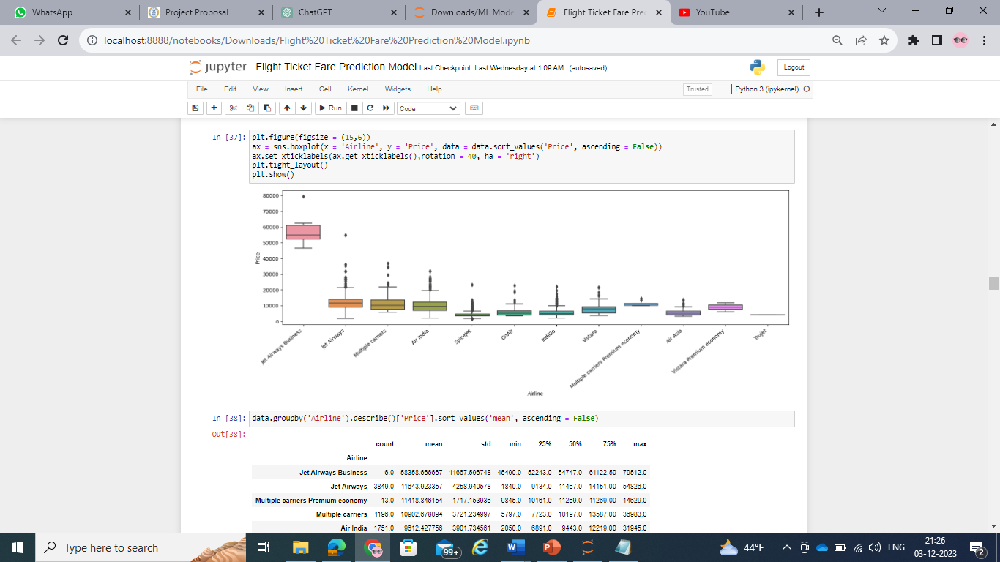 WhatsApp
Project Proposal
ChatGPT
Downloads/ML Mode
Flight Ticket Fare Pred
YouTube
localhost:8888/notebooks/Downloads/Flight%20Ticket%20Fare%20Prediction%20Model.ipynb
jupyter Flight Ticket Fare Prediction Model Last Checkpoint: Last Wednesday at 1:09 AM (autosaved)
Logout
File Edit View Insert Cell Kernel Widgets Help
Trusted
Python 3 (ipykernel)
Run
Code
In [37]:
plt.figure(figsize = (15,6))
ax = sns.boxplot(x = 'Airline', y = 'Price', data = data.sort_values('Price', ascending = False))
ax.set_xticklabels(ax.get_xticklabels(),rotation = 40, ha = 'right')
plt.tight_layout()
plt.show()
80000
70000
60000
50000
40000
30000
20000
10000
0
Price
Jet Airways Business
Jet Airways
Multiple carriers
Air India
Spicejet
GoAir
IndiGo
Vistara
Multiple carriers Premium economy
Air Asia
Vistara Premium economy
Trujet
Airline
In [38]:
data.groupby('Airline').describe()['Price'].sort_values('mean', ascending = False)
Out[38]:
count mean std min 25% 50% 75% max
Airline
Jet Airways Business 6.0 58358.666667 11667.596748 46490.0 52243.0 54747.0 61122.50 79512.0
Jet Airways 3849.0 11643.923357 4258.940578 1840.0 9134.0 11467.0 14151.00 54826.0
Multiple carriers Premium economy 13.0 11418.846154 1717.153936 9845.0 10161.0 11269.0 11269.00 14629.0
Multiple carriers 1196.0 10902.678094 3721.234997 5797.0 7723.0 10197.0 13587.00 36983.0
Air India 1751.0 9612.427756 3901.734561 2050.0 6891.0 9443.0 12219.00 31945.0
Type here to search
99+
44°F
ENG
21:26
03-12-2023
2